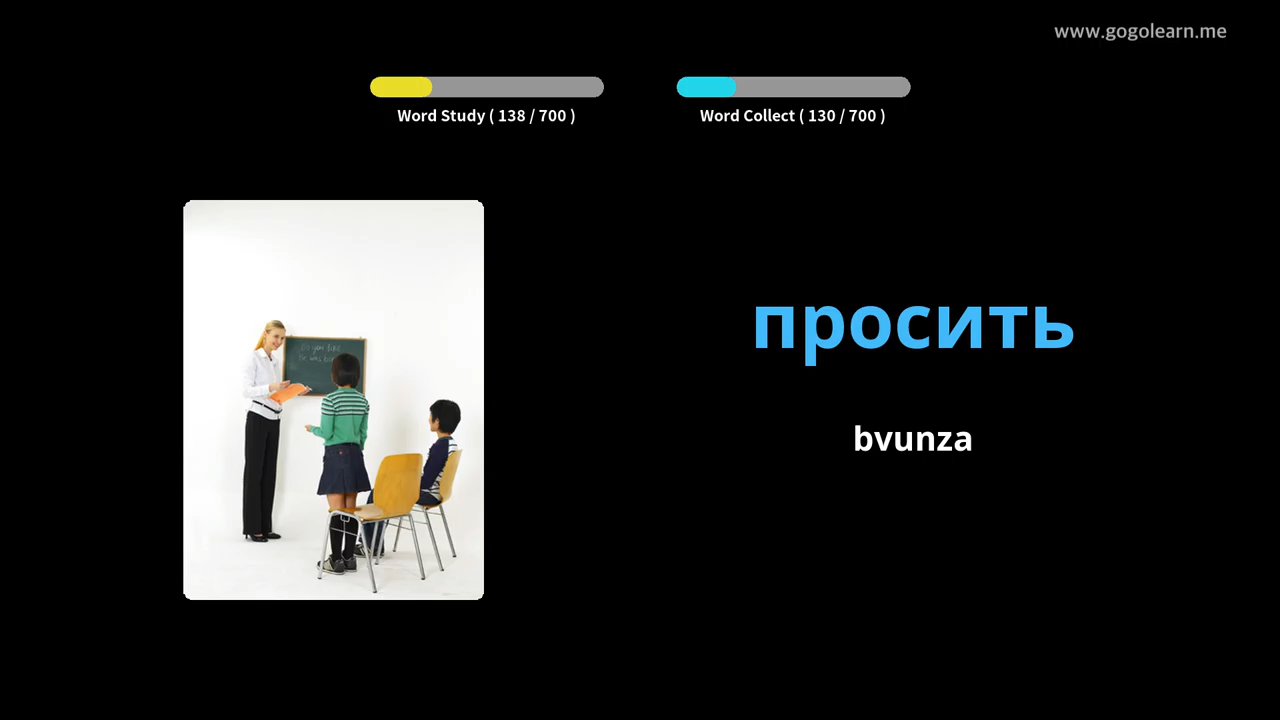 www.gogolearn.me
Word Study ( 138 / 700 )
Word Collect ( 130 / 700 )
просить
bvunza